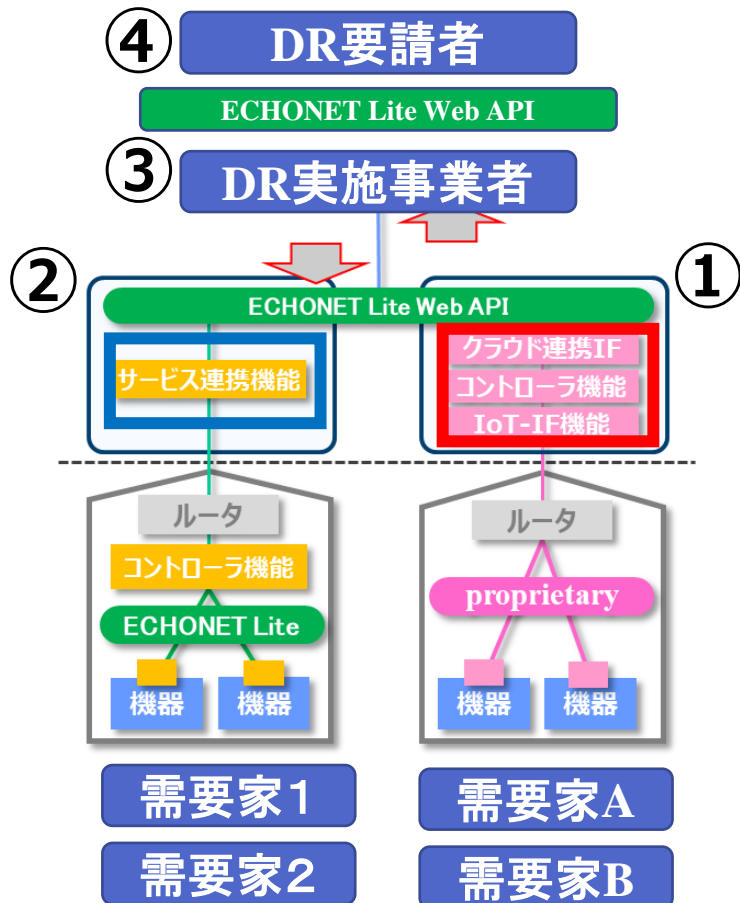 ④ DR要請者
ECHONET Lite Web API
③ DR実施事業者
② ①
ECHONET Lite Web API
サービス連携機能
クラウド連携IF
コントローラ機能
IoT-IF機能
ルータ
コントローラ機能
ECHONET Lite
機器 機器
ルータ
proprietary
機器 機器
需要家1 需要家A
需要家2 需要家B